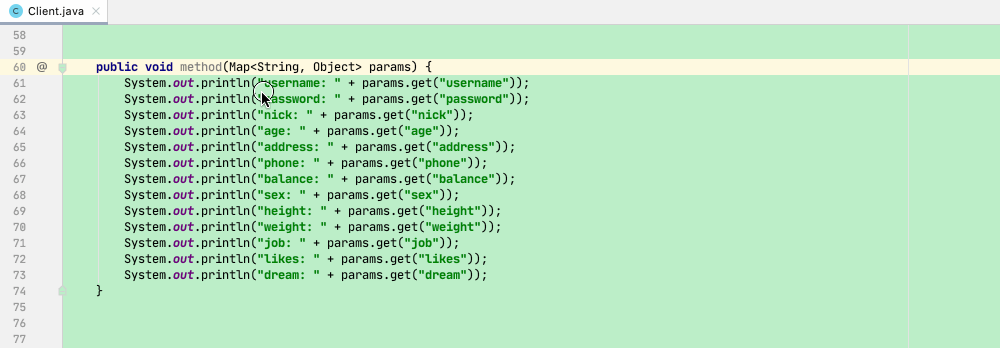 Client.java
58
59
60 @ public void method(Map<String, Object> params) {
61 System.out.println("username: " + params.get("username"));
62 System.out.println("password: " + params.get("password"));
63 System.out.println("nick: " + params.get("nick"));
64 System.out.println("age: " + params.get("age"));
65 System.out.println("address: " + params.get("address"));
66 System.out.println("phone: " + params.get("phone"));
67 System.out.println("balance: " + params.get("balance"));
68 System.out.println("sex: " + params.get("sex"));
69 System.out.println("height: " + params.get("height"));
70 System.out.println("weight: " + params.get("weight"));
71 System.out.println("job: " + params.get("job"));
72 System.out.println("likes: " + params.get("likes"));
73 System.out.println("dream: " + params.get("dream"));
74 }
75
76
77